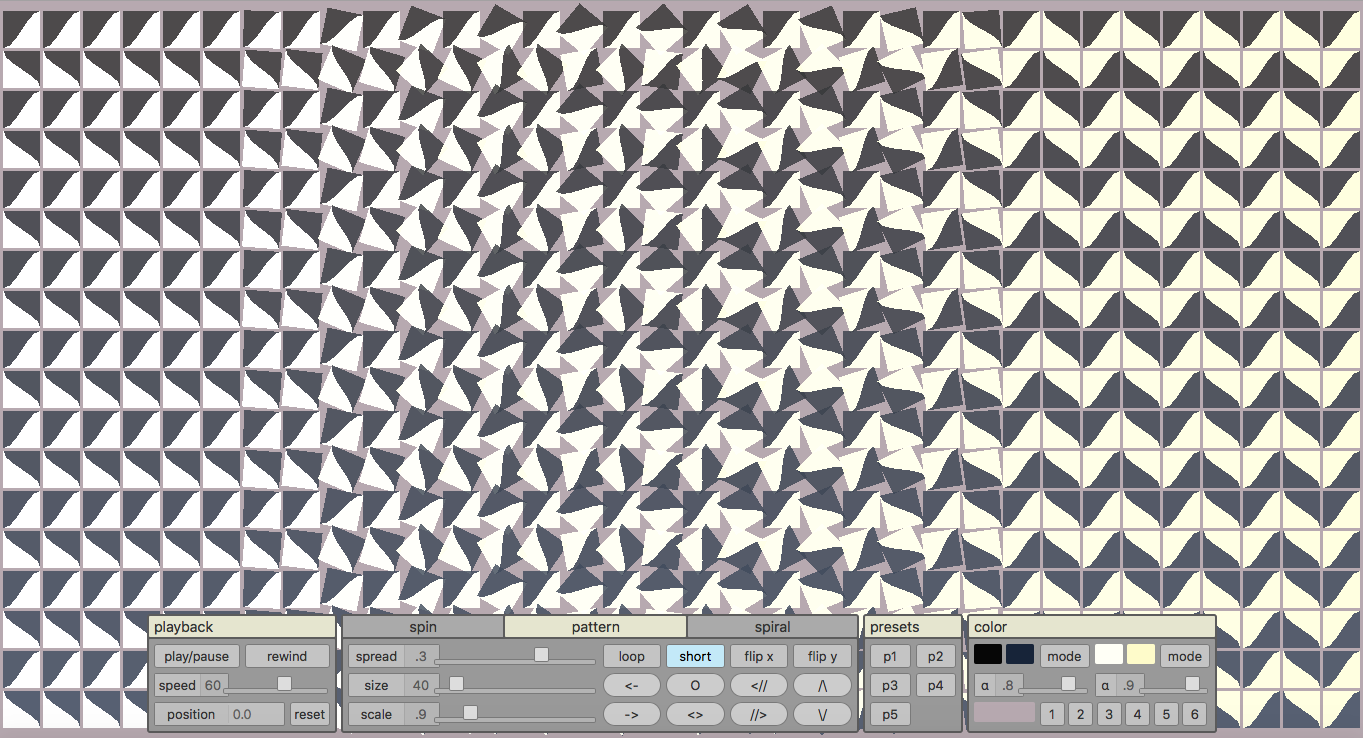 playback
spin pattern spiral
presets
color
play/pause rewind
speed 60
position 0.0 reset
spread .3 loop short flip x flip y
size 40 <- O <// /\
scale .9 -> <> //> \/
p1 p2
p3 p4
p5
mode mode
α .8 α .9
1 2 3 4 5 6